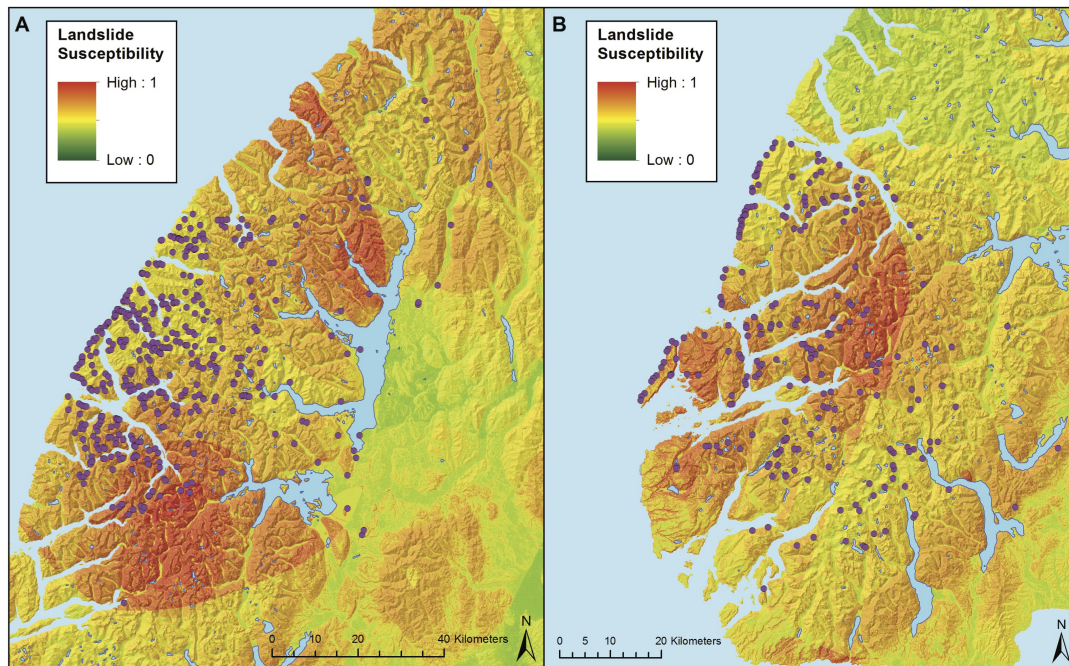 A
Landslide
Susceptibility
High : 1
Low : 0
0 10 20 40 Kilometers
N
B
Landslide
Susceptibility
High : 1
Low : 0
0 5 10 20 Kilometers
N